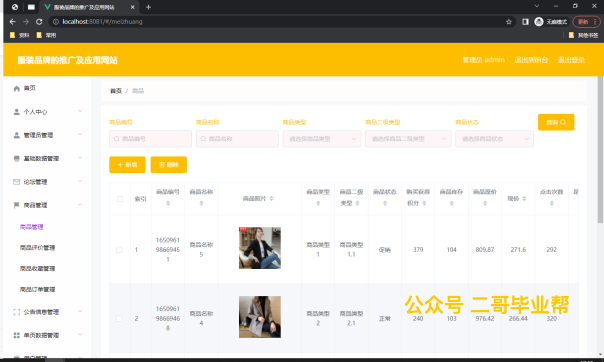 服装品牌的推广及应用网站
localhost:8081/#/meizhuang
无痕模式
更新
资料
常用
其他书签
服装品牌的推广及应用网站
管理员 admin
退出到前台
退出登录
首页
个人中心
管理员管理
基础数据管理
论坛管理
商品管理
商品管理
商品评价管理
商品收藏管理
商品订单管理
公告信息管理
单页数据管理
首页 / 商品
商品编号 商品名称 商品类型 商品二级类型 商品状态
商品编号 商品名称 请选择商品类型 请选择商品二级类型 请选择商品状态
查询
+ 新增
删除
索引 商品编号 商品名称 商品照片 商品类型 商品二级类型 商品状态 购买获得积分 商品库存 商品原价 现价 点击次数
1 165096198669451 商品名称5 商品类型1 商品类型1,1 促销 379 104 809.87 271.6 292
2 165096198669468 商品名称4 商品类型2 商品类型2,1 正常 240 103 976.42 266.44 320
公众号 二哥毕业帮